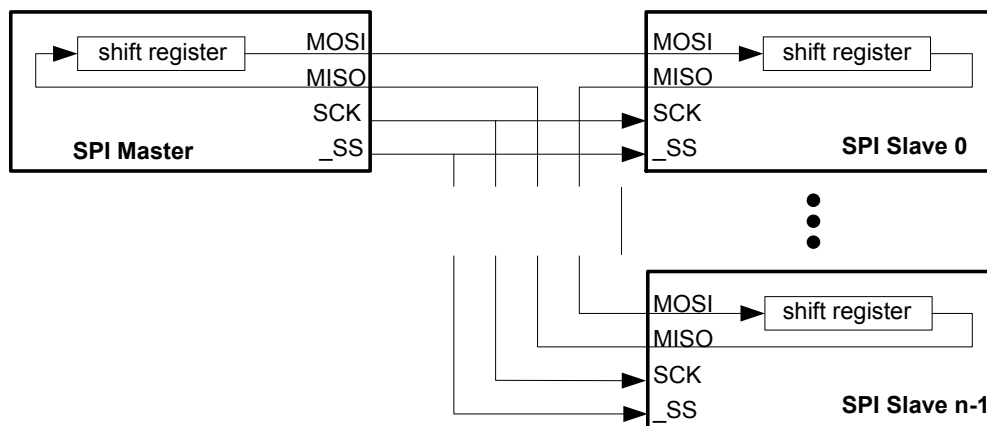 shift register
MOSI
MISO
SCK
_SS
SPI Master
MOSI
shift register
MISO
SCK
_SS
SPI Slave 0
MOSI
shift register
MISO
SCK
_SS
SPI Slave n-1